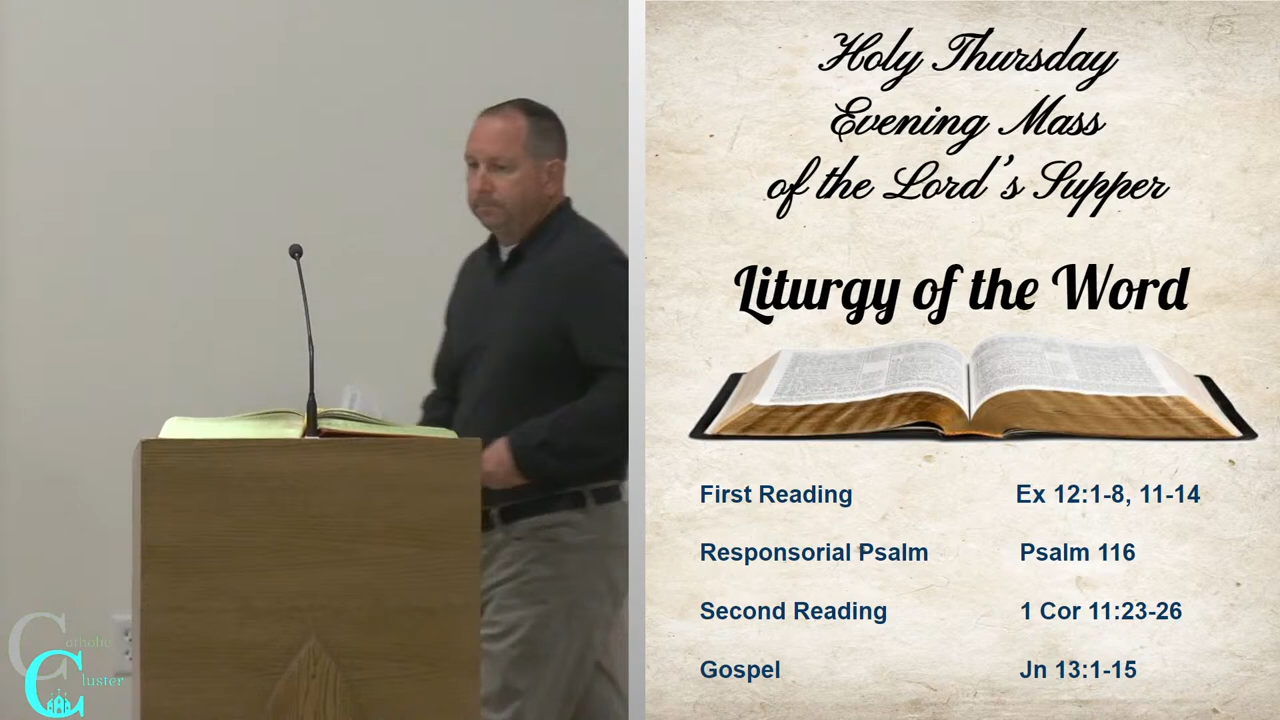 Holy Thursday
Evening Mass
of the Lord's Supper
Liturgy of the Word
First Reading Ex 12:1-8, 11-14
Responsorial Psalm Psalm 116
Second Reading 1 Cor 11:23-26
Gospel Jn 13:1-15
Catholic
Cluster